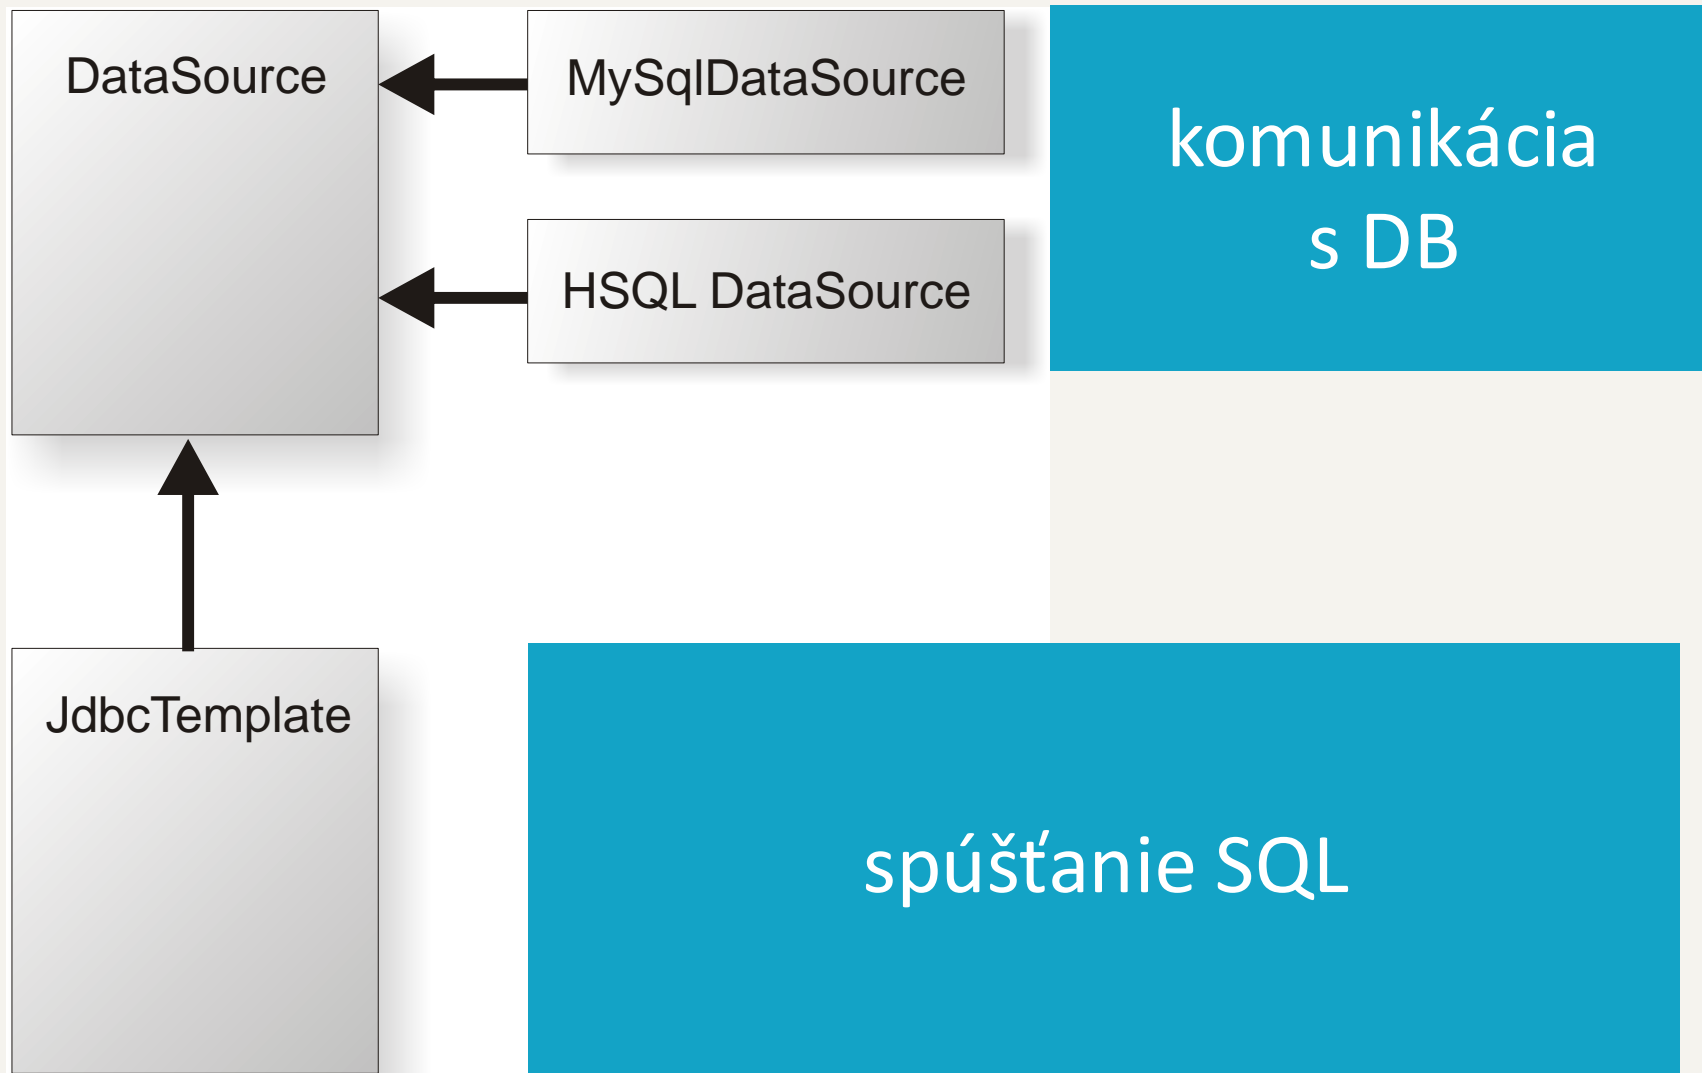 DataSource
MySqlDataSource
komunikácia
s DB
HSQL DataSource
JdbcTemplate
spúšťanie SQL